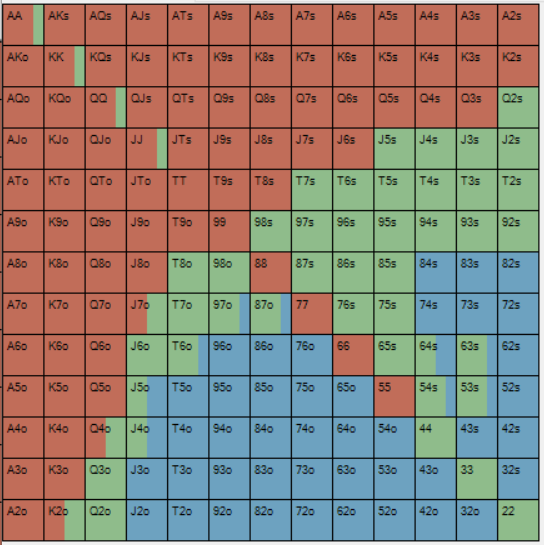 AA AKs AQs AJs ATs A9s A8s A7s A6s A5s A4s A3s A2s
AKo KK KQs KJs KTs K9s K8s K7s K6s K5s K4s K3s K2s
AQo KQo QQ QJs QTs Q9s Q8s Q7s Q6s Q5s Q4s Q3s Q2s
AJo KJo QJo JJ JTs J9s J8s J7s J6s J5s J4s J3s J2s
ATo KTo QTo JTo TT T9s T8s T7s T6s T5s T4s T3s T2s
A9o K9o Q9o J9o T9o 99 98s 97s 96s 95s 94s 93s 92s
A8o K8o Q8o J8o T8o 98o 88 87s 86s 85s 84s 83s 82s
A7o K7o Q7o J7o T7o 97o 87o 77 76s 75s 74s 73s 72s
A6o K6o Q6o J6o T6o 96o 86o 76o 66 65s 64s 63s 62s
A5o K5o Q5o J5o T5o 95o 85o 75o 65o 55 54s 53s 52s
A4o K4o Q4o J4o T4o 94o 84o 74o 64o 54o 44 43s 42s
A3o K3o Q3o J3o T3o 93o 83o 73o 63o 53o 43o 33 32s
A2o K2o Q2o J2o T2o 92o 82o 72o 62o 52o 42o 32o 22